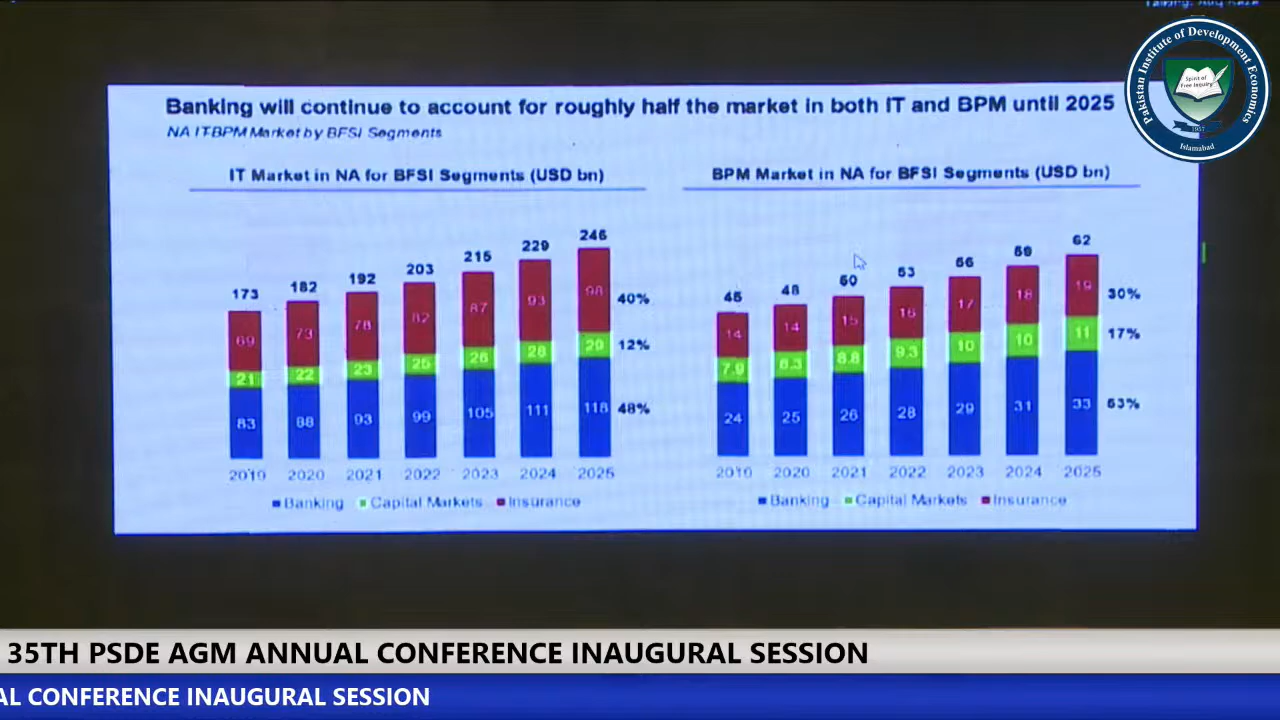 Pakistan Institute of Development Economics
Spirit of
Free Inquiry
1957
Islamabad
Banking will continue to account for roughly half the market in both IT and BPM until 2025
NA ITBPM Market by BFSI Segments
IT Market in NA for BFSI Segments (USD bn)
173 182 192 203 215 229 246
69 73 78 82 87 93 98 40%
21 22 23 25 26 28 29 12%
83 88 93 99 105 111 118 48%
2019 2020 2021 2022 2023 2024 2025
Banking Capital Markets Insurance
BPM Market in NA for BFSI Segments (USD bn)
48 50 53 56 59 62
14 14 15 16 17 18 19 30%
7.9 8.3 8.8 9.3 10 10 11 17%
24 25 26 28 29 31 33 53%
2019 2020 2021 2022 2023 2024 2025
Banking Capital Markets Insurance
35TH PSDE AGM ANNUAL CONFERENCE INAUGURAL SESSION
AL CONFERENCE INAUGURAL SESSION